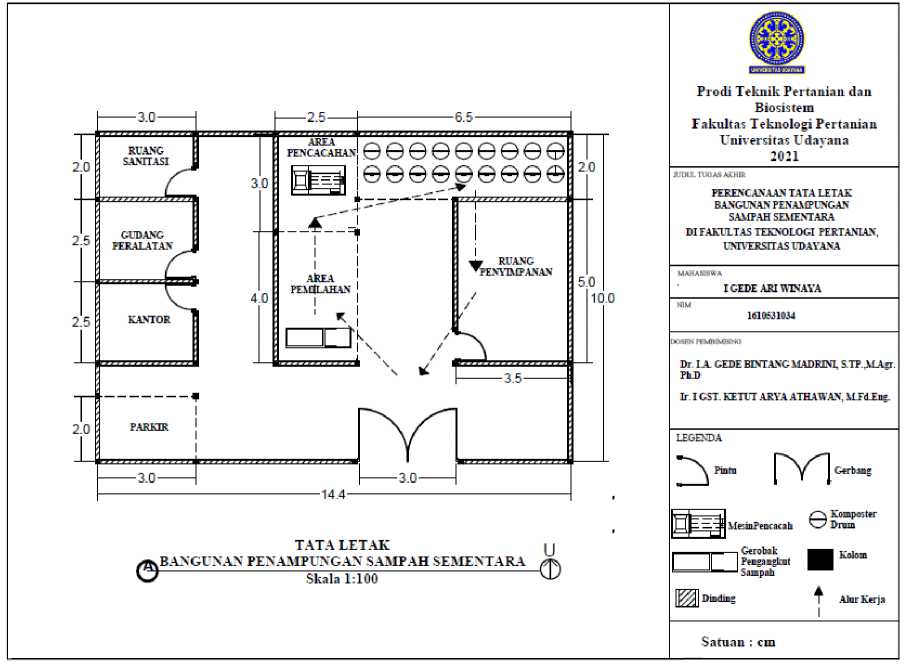 3.0
2.5
6.5
RUANG
SANITASI
AREA
PENCACAHAN
2.0
3.0
2.0
GUDANG
PERALATAN
2.5
RUANG
PENYIMPANAN
AREA
PEMILAHAN
5.0
10.0
4.0
2.5
KANTOR
3.5
2.0
PARKIR
3.0
3.0
14.4
TATA LETAK
A
BANGUNAN PENAMPUNGAN SAMPAH SEMENTARA
Skala 1:100
U
UNIVERSITAS UDAYANA
Prodi Teknik Pertanian dan
Biosistem
Fakultas Teknologi Pertanian
Universitas Udayana
2021
JUDUL TUGAS AKHIR
PERENCANAAN TATA LETAK
BANGUNAN PENAMPUNGAN
SAMPAH SEMENTARA
DI FAKULTAS TEKNOLOGI PERTANIAN,
UNIVERSITAS UDAYANA
MAHASISWA
I GEDE ARI WINAYA
NIM
1610531034
DOSEN PEMBIMBING
Dr. I.A. GEDE BINTANG MADRINI, S.TP.,M.Agr.
Ph.D
Ir. I GST. KETUT ARYA ATHAWAN, M.Fd.Eng.
LEGENDA
Pintu
Gerbang
MesinPencacah
Komposter
Drum
Gerobak
Pengangkut
Sampah
Kolom
Dinding
Alur Kerja
Satuan : cm